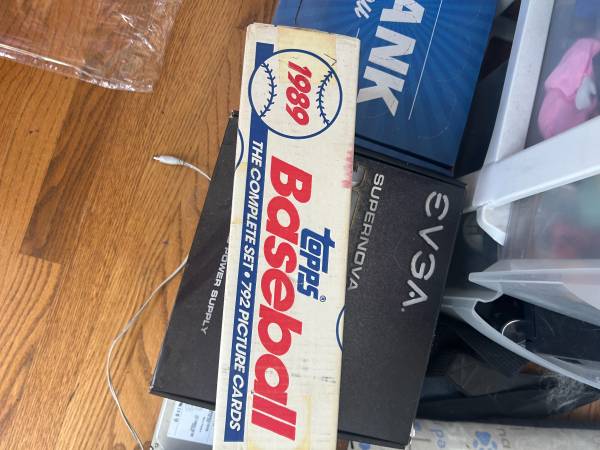 1989
topps®
Baseball
THE COMPLETE SET • 792 PICTURE CARDS
EVGA.
SUPERNOVA
POWER SUPPLY
ANK